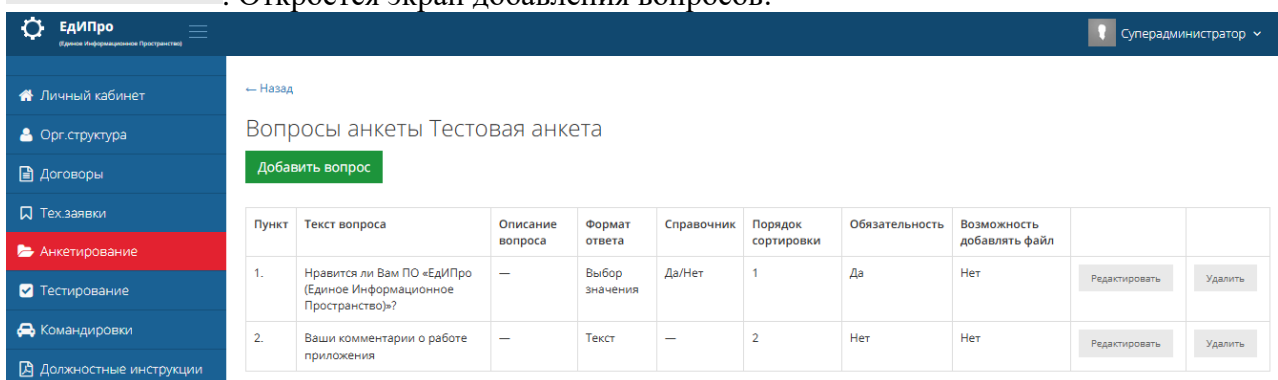 . Откроется экран добавления вопросов:
ЕдИПро
(Единое Информационное Пространство)
Суперадминистратор
Личный кабинет
Орг.структура
Договоры
Тех.заявки
Анкетирование
Тестирование
Командировки
Должностные инструкции
← Назад
Вопросы анкеты Тестовая анкета
Добавить вопрос
Пункт Текст вопроса Описание вопроса Формат ответа Справочник Порядок сортировки Обязательность Возможность добавлять файл
1. Нравится ли Вам ПО «ЕдИПро (Единое Информационное Пространство)»? — Выбор значения Да/Нет 1 Да Нет Редактировать Удалить
2. Ваши комментарии о работе приложения — Текст — 2 Нет Нет Редактировать Удалить